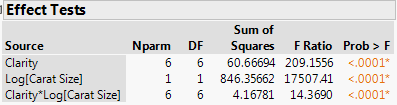 Effect Tests
Sum of
Source Nparm DF Squares F Ratio Prob > F
Clarity 6 6 60.66694 209.1556 <.0001*
Log[Carat Size] 1 1 846.35662 17507.41 <.0001*
Clarity*Log[Carat Size] 6 6 4.16781 14.3690 <.0001*